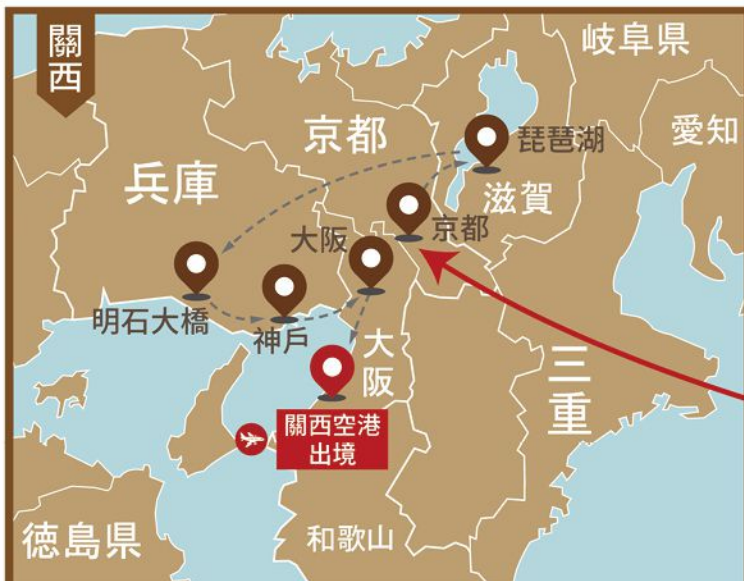 關西
岐阜県
京都
琵琶湖
愛知
兵庫
滋賀
京都
大阪
明石大橋
神戶
大阪
三重
關西空港
出境
徳島県
和歌山